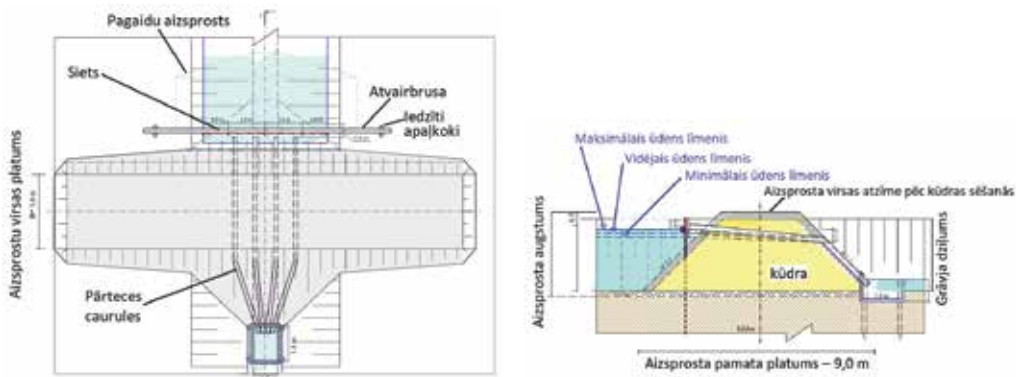 Pagaidu aizsprosts
Siets
Atvairbrusa
Iedzīti
apaļkoki
Aizsprostu virsas platums
Pārteces
caurules
Maksimālais ūdens līmenis
Vidējais ūdens līmenis
Minimālais ūdens līmenis
Aizsprosta virsas atzīme pēc kūdras sēšanās
Aizsprosta augstums
kūdra
Grāvja dziļums
Aizsprosta pamata platums – 9,0 m